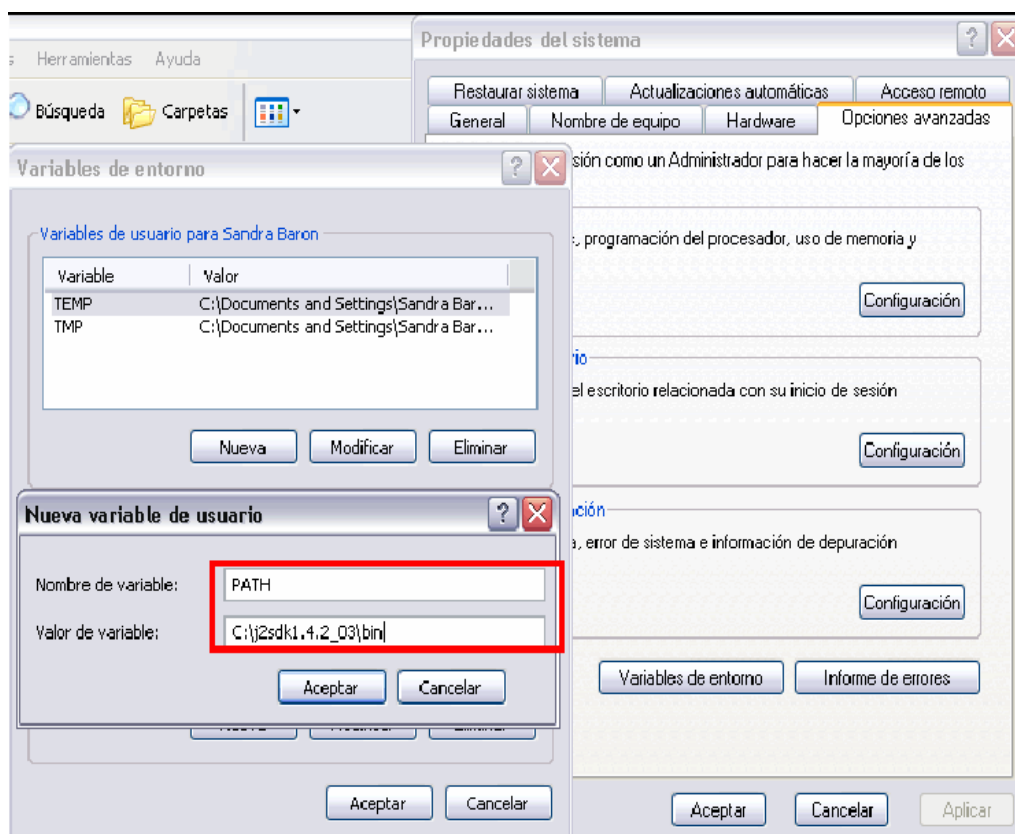 Herramientas Ayuda
Búsqueda Carpetas
Propiedades del sistema
Restaurar sistema Actualizaciones automáticas Acceso remoto
General Nombre de equipo Hardware Opciones avanzadas
sión como un Administrador para hacer la mayoría de los
, programación del procesador, uso de memoria y
Configuración
rio
el escritorio relacionada con su inicio de sesión
Configuración
ción
a, error de sistema e información de depuración
Configuración
Variables de entorno Informe de errores
Aceptar Cancelar Aplicar
Variables de entorno
Variables de usuario para Sandra Baron
Variable Valor
TEMP C:\Documents and Settings\Sandra Bar...
TMP C:\Documents and Settings\Sandra Bar...
Nueva Modificar Eliminar
Nueva variable de usuario
Nombre de variable: PATH
Valor de variable: C:\j2sdk1.4.2_03\bin
Aceptar Cancelar
Aceptar Cancelar